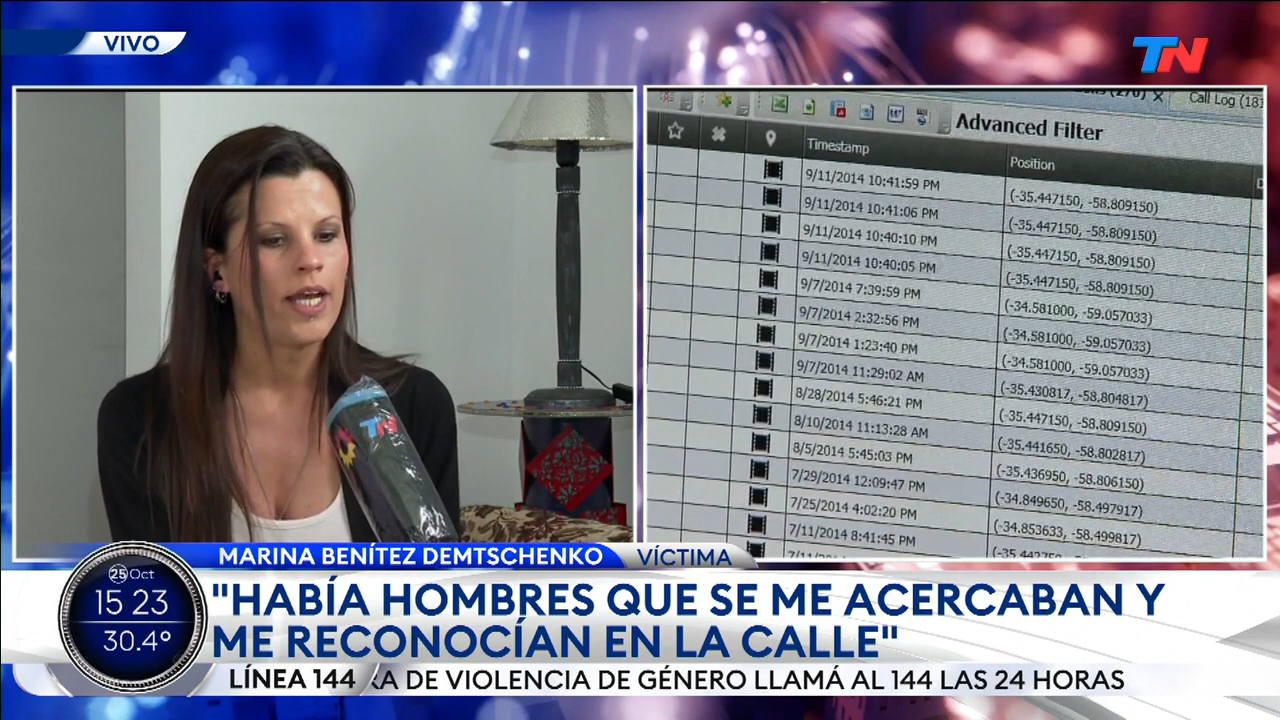 VIVO
TN
(270) X
Call Log (181
Advanced Filter
Timestamp
Position
9/11/2014 10:41:59 PM
(-35.447150, -58.809150)
9/11/2014 10:41:06 PM
(-35.447150, -58.809150)
9/11/2014 10:40:10 PM
(-35.447150, -58.809150)
9/11/2014 10:40:05 PM
(-35.447150, -58.809150)
9/7/2014 7:39:59 PM
(-34.581000, -59.057033)
9/7/2014 2:32:56 PM
(-34.581000, -59.057033)
9/7/2014 1:23:40 PM
(-34.581000, -59.057033)
9/7/2014 11:29:02 AM
(-35.430817, -58.804817)
8/28/2014 5:46:21 PM
(-35.447150, -58.809150)
8/10/2014 11:13:28 AM
(-35.441650, -58.802817)
8/5/2014 5:45:03 PM
(-35.436950, -58.806150)
7/29/2014 12:09:47 PM
(-34.849650, -58.497917)
7/25/2014 4:02:20 PM
(-34.853633, -58.499817)
7/11/2014 8:41:45 PM
TN
MARINA BENÍTEZ DEMTSCHENKO VÍCTIMA
25 Oct
15 23
30.4°
"HABÍA HOMBRES QUE SE ME ACERCABAN Y
ME RECONOCÍAN EN LA CALLE"
LÍNEA 144 RA DE VIOLENCIA DE GÉNERO LLAMÁ AL 144 LAS 24 HORAS